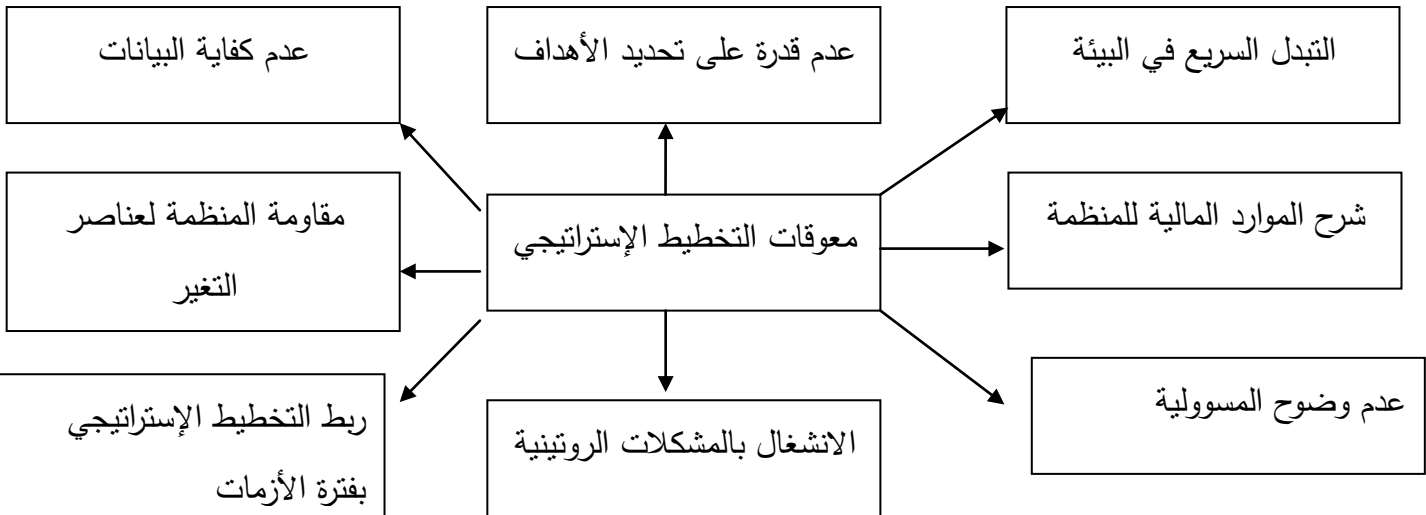 التبدل السريع في البيئة
عدم قدرة على تحديد الأهداف
عدم كفاية البيانات
شرح الموارد المالية للمنظمة
معوقات التخطيط الإستراتيجي
مقاومة المنظمة لعناصر
التغير
عدم وضوح المسوولية
الانشغال بالمشكلات الروتينية
ربط التخطيط الإستراتيجي
بفترة الأزمات